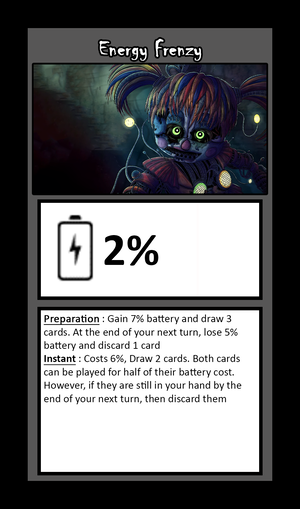 Energy Frenzy
2%
Preparation : Gain 7% battery and draw 3
cards. At the end of your next turn, lose 5%
battery and discard 1 card
Instant : Costs 6%, Draw 2 cards. Both cards
can be played for half of their battery cost.
However, if they are still in your hand by the
end of your next turn, then discard them